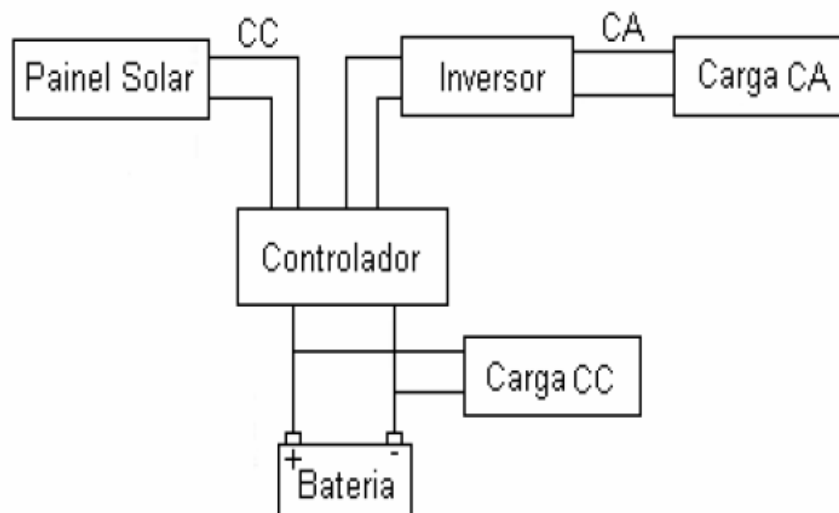 CC
CA
Painel Solar
Inversor
Carga CA
Controlador
Carga CC
+ -
Bateria